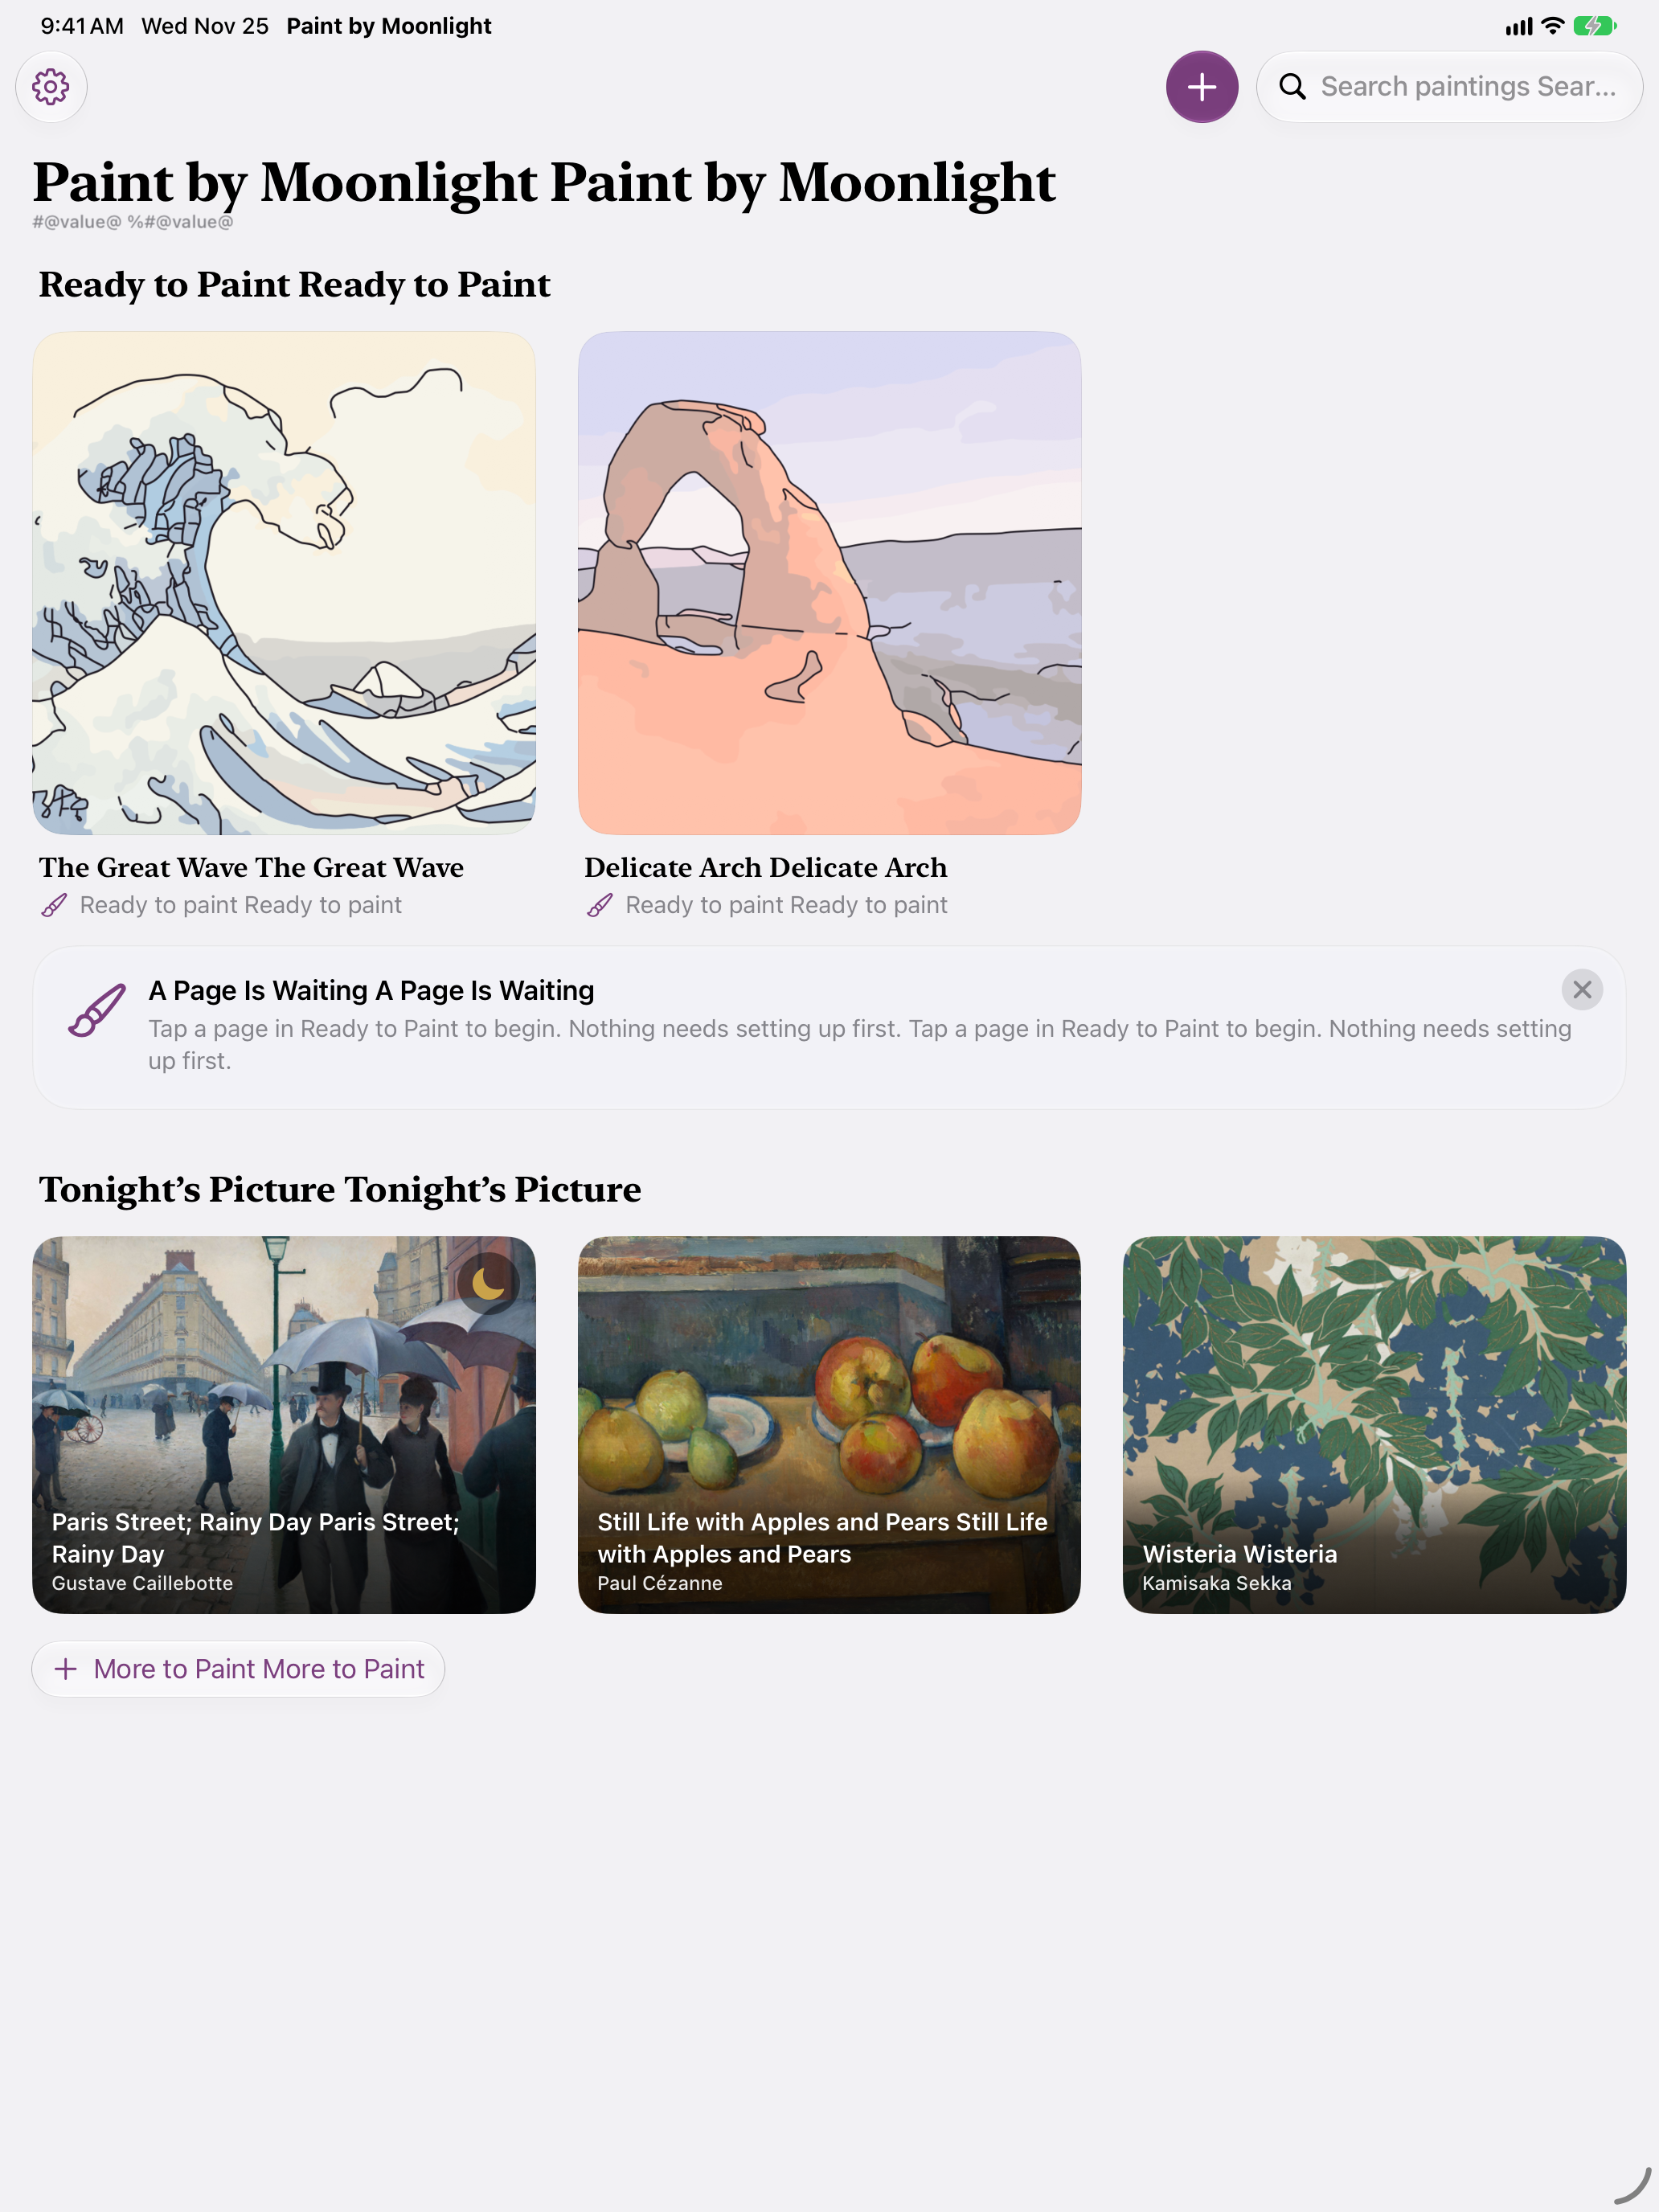 9:41 AM Wed Nov 25 Paint by Moonlight
Search paintings Sear...
Paint by Moonlight Paint by Moonlight
#@value@ %#@value@
Ready to Paint Ready to Paint
The Great Wave The Great Wave
Ready to paint Ready to paint
Delicate Arch Delicate Arch
Ready to paint Ready to paint
A Page Is Waiting A Page Is Waiting
Tap a page in Ready to Paint to begin. Nothing needs setting up first. Tap a page in Ready to Paint to begin. Nothing needs setting
up first.
Tonight’s Picture Tonight’s Picture
Paris Street; Rainy Day Paris Street;
Rainy Day
Gustave Caillebotte
Still Life with Apples and Pears Still Life
with Apples and Pears
Paul Cézanne
Wisteria Wisteria
Kamisaka Sekka
More to Paint More to Paint